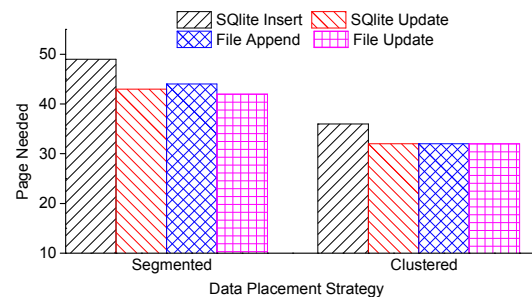 SQlite Insert SQlite Update
File Append File Update
Page Needed
50
40
30
20
10
Segmented Clustered
Data Placement Strategy